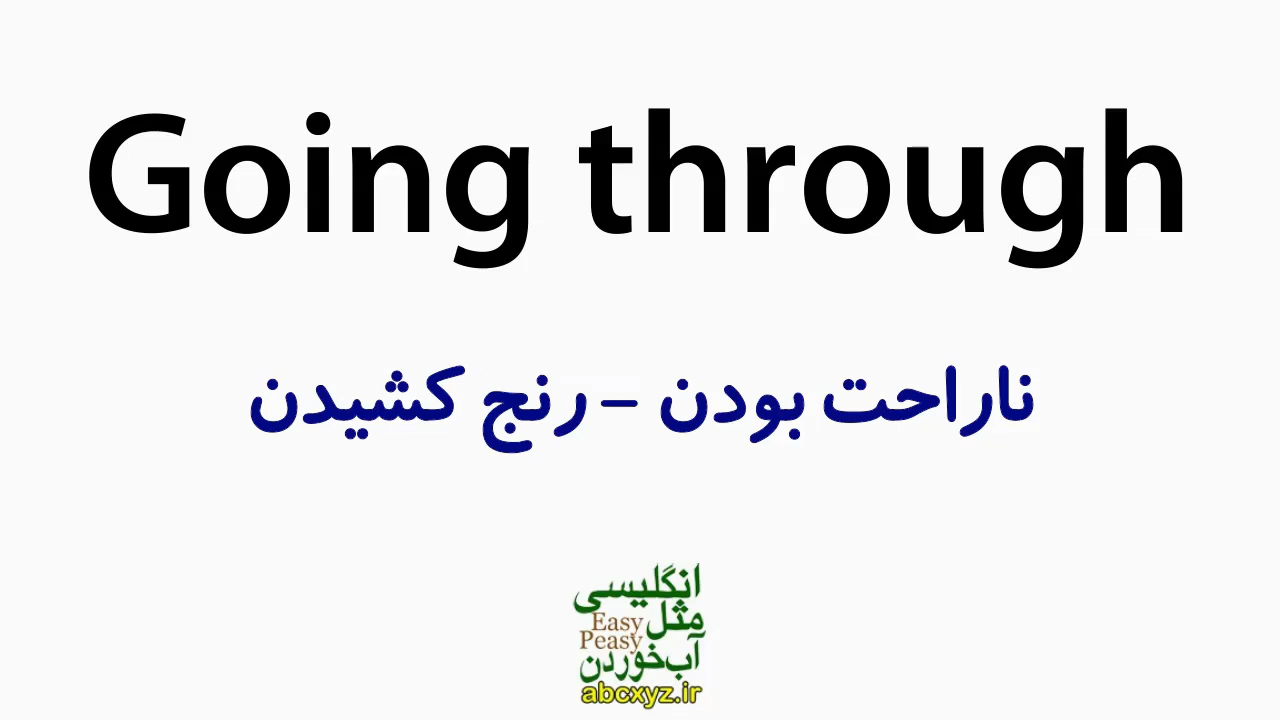 Going through
ناراحت بودن - رنج کشیدن
انگلیسی
مثل
Easy
Peasy
آب‌خوردن
abcxyz.ir